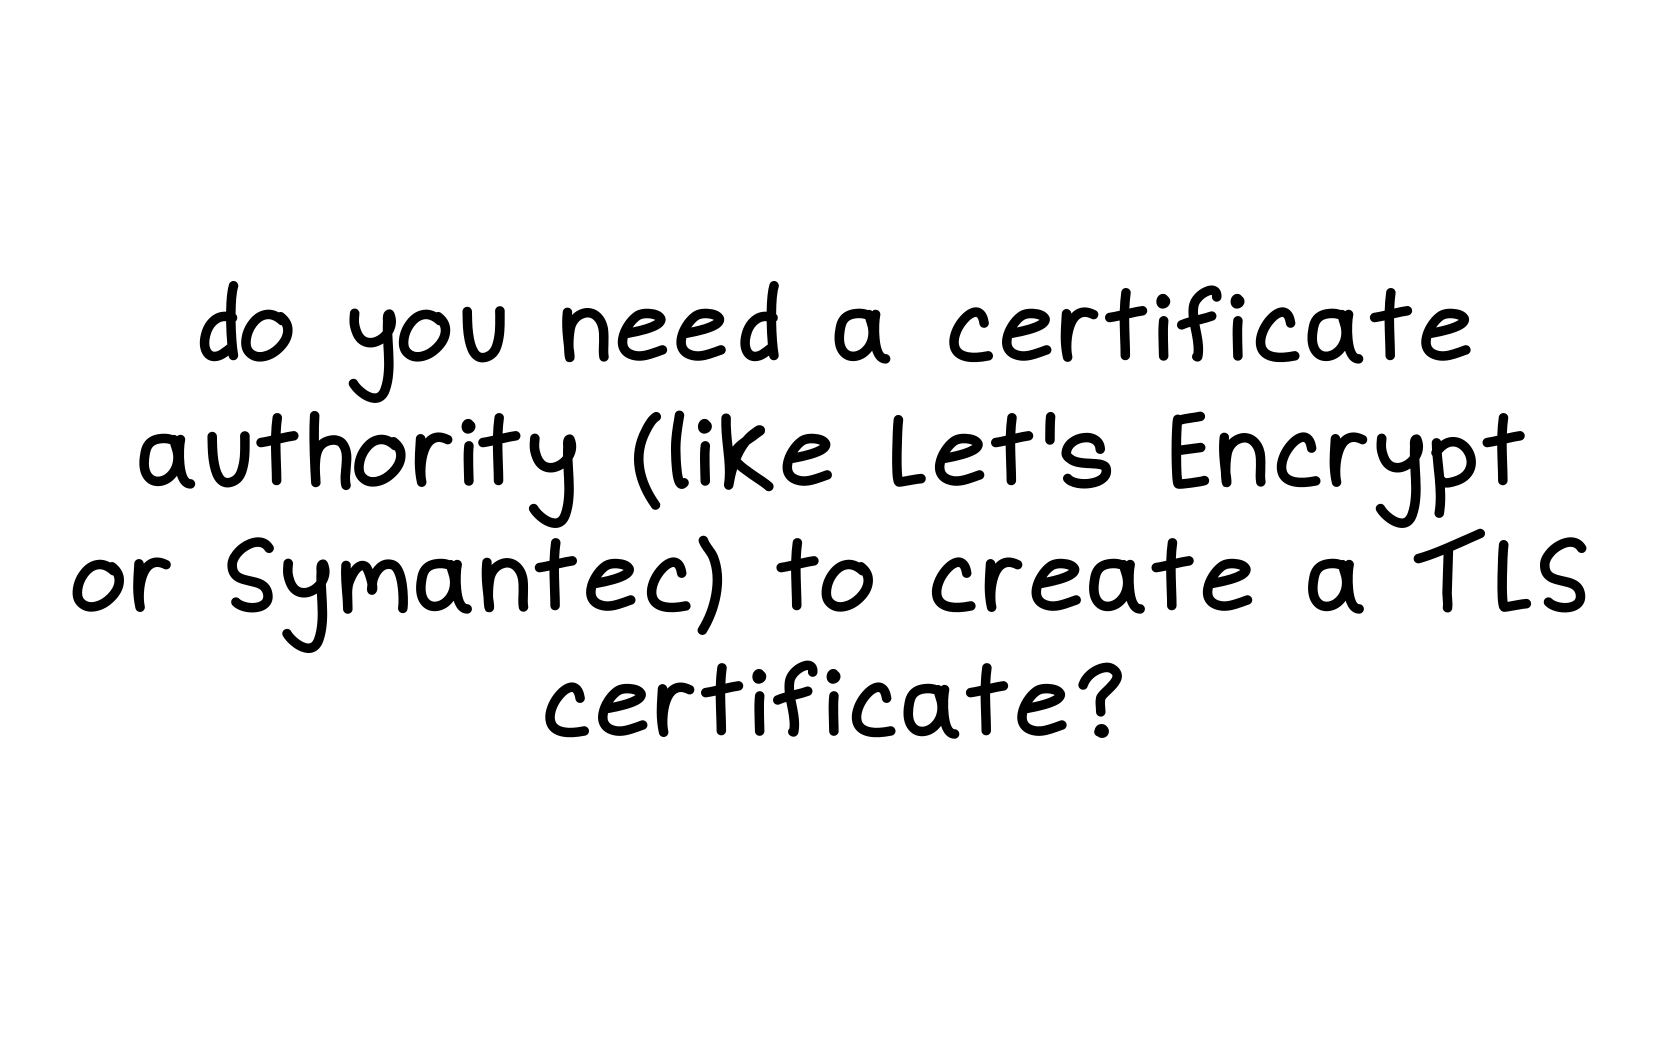 do you need a certificate
authority (like Let's Encrypt
or Symantec) to create a TLS
certificate?